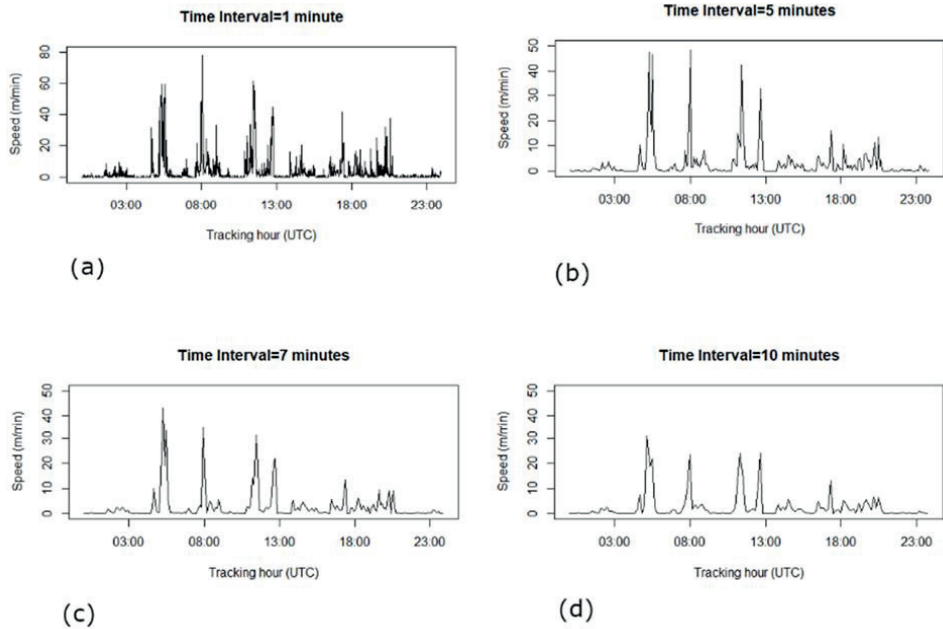 Time Interval=1 minute
Speed (m/min)
80
60
40
20
0
03:00 08:00 13:00 18:00 23:00
Tracking hour (UTC)
(a)
Time Interval=5 minutes
Speed (m/min)
50
40
30
20
10
0
03:00 08:00 13:00 18:00 23:00
Tracking hour (UTC)
(b)
Time Interval=7 minutes
Speed (m/min)
50
40
30
20
10
0
03:00 08:00 13:00 18:00 23:00
Tracking hour (UTC)
(c)
Time Interval=10 minutes
Speed (m/min)
50
40
30
20
10
0
03:00 08:00 13:00 18:00 23:00
Tracking hour (UTC)
(d)